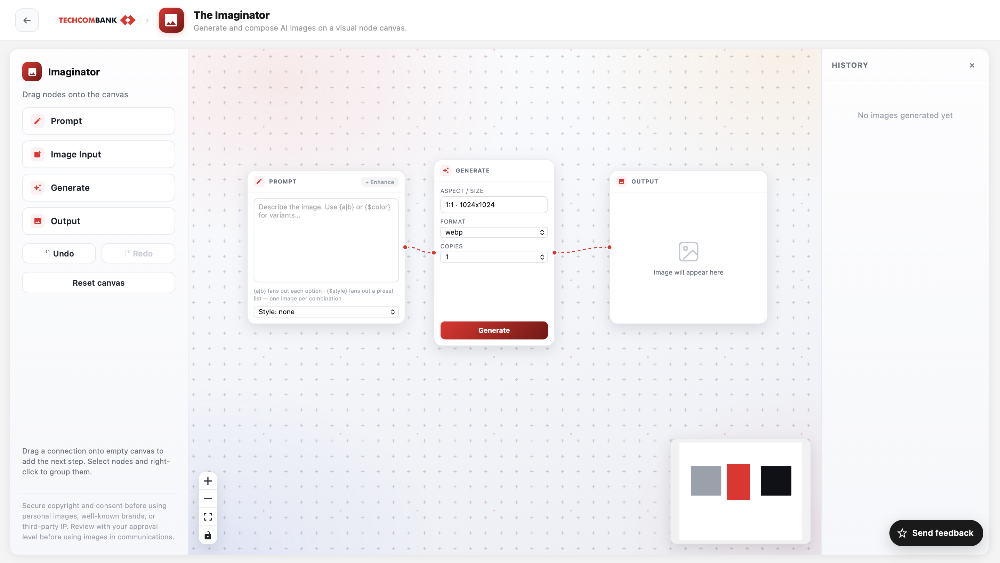 TECHCOMBANK
The Imaginator
Generate and compose AI images on a visual node canvas.
Imaginator
Drag nodes onto the canvas
Prompt
Image Input
Generate
Output
Undo
Redo
Reset canvas
Drag a connection onto empty canvas to
add the next step. Select nodes and right-
click to group them.
Secure copyright and consent before using
personal images, well-known brands, or
third-party IP. Review with your approval
level before using images in communications.
PROMPT
+ Enhance
Describe the image. Use {a|b} or {$color}
for variants...
{a|b} fans out each option · {$style} fans out a preset
list — one image per combination
Style: none
GENERATE
ASPECT / SIZE
1:1 · 1024x1024
FORMAT
webp
COPIES
1
Generate
OUTPUT
Image will appear here
HISTORY
No images generated yet
Send feedback